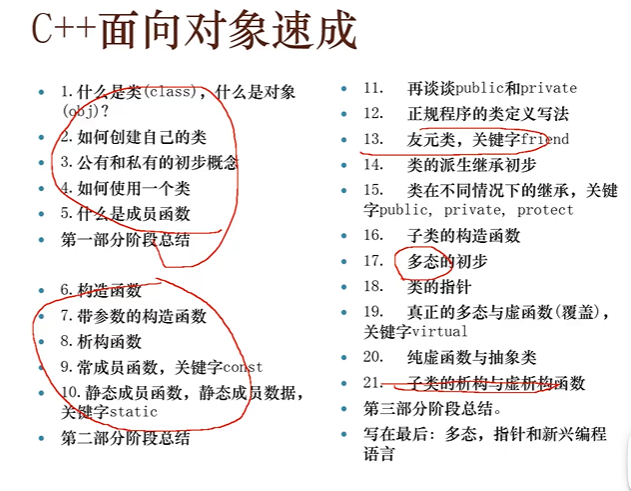 C++面向对象速成
1.什么是类(class)，什么是对象
(obj)?
2.如何创建自己的类
3.公有和私有的初步概念
4.如何使用一个类
5.什么是成员函数
第一部分阶段总结
6.构造函数
7.带参数的构造函数
8.析构函数
9.常成员函数，关键字const
10.静态成员函数，静态成员数据，
关键字static
第二部分阶段总结
11. 再谈谈public和private
12. 正规程序的类定义写法
13. 友元类，关键字friend
14. 类的派生继承初步
15. 类在不同情况下的继承，关键
字public, private, protect
16. 子类的构造函数
17. 多态的初步
18. 类的指针
19. 真正的多态与虚函数(覆盖)，
关键字virtual
20. 纯虚函数与抽象类
21. 子类的析构与虚析构函数
第三部分阶段总结。
写在最后：多态，指针和新兴编程
语言